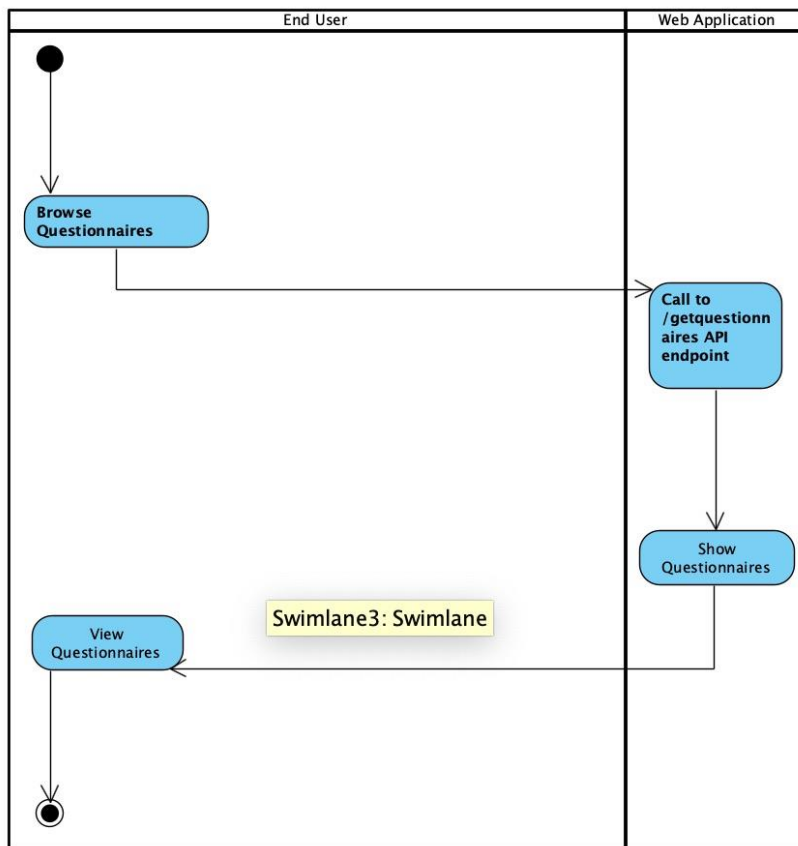 End User
Web Application
Browse
Questionnaires
Call to
/getquestionn
aires API
endpoint
Show
Questionnaires
Swimlane3: Swimlane
View
Questionnaires